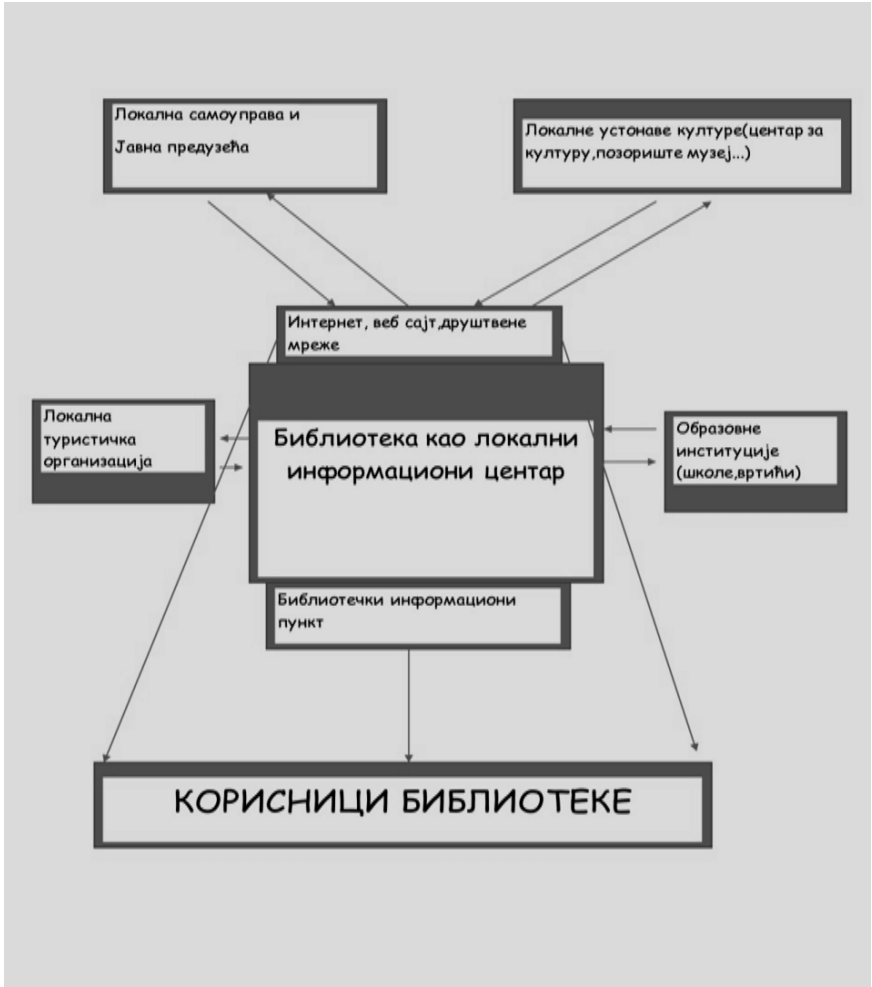 Локална самоуправа и
Јавна предузећа
Локалне устонаве културе(центар за
културу,позориште музеј...)
Интернет, веб сајт,друштвене
мреже
Локална
туристичка
организација
Библиотека као локални
информациони центар
Образовне
институције
(школе,вртићи)
Библиотечки информациони
пункт
КОРИСНИЦИ БИБЛИОТЕКЕ